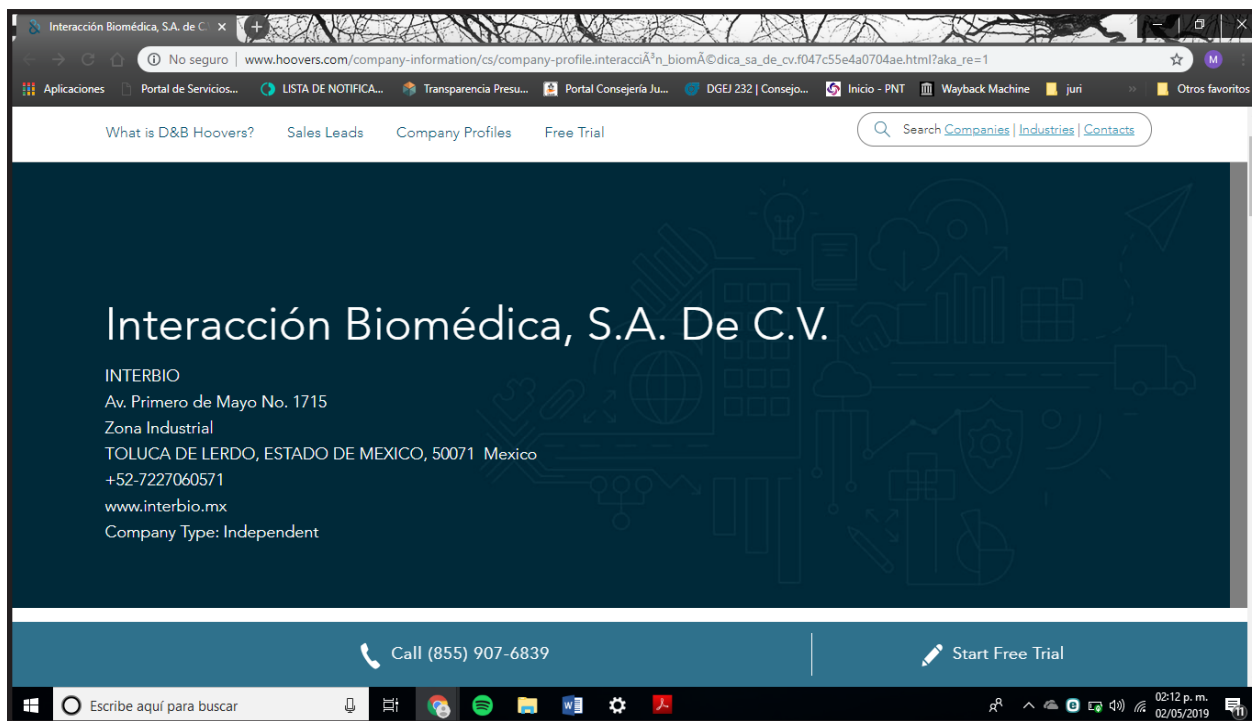 Interacción Biomédica, S.A. de C.
No seguro | www.hoovers.com/company-information/cs/company-profile.interacciÃ³n_biomÃ©dica_sa_de_cv.f047c55e4a0704ae.html?aka_re=1
M
Aplicaciones Portal de Servicios... LISTA DE NOTIFICA... Transparencia Presu... Portal Consejería Ju... DGEJ 232 | Consejo... Inicio - PNT Wayback Machine juri » Otros favoritos
What is D&B Hoovers? Sales Leads Company Profiles Free Trial Search Companies | Industries | Contacts
Interacción Biomédica, S.A. De C.V.
INTERBIO
Av. Primero de Mayo No. 1715
Zona Industrial
TOLUCA DE LERDO, ESTADO DE MEXICO, 50071 Mexico
+52-7227060571
www.interbio.mx
Company Type: Independent
Call (855) 907-6839 Start Free Trial
Escribe aquí para buscar 02:12 p. m.
02/05/2019 11